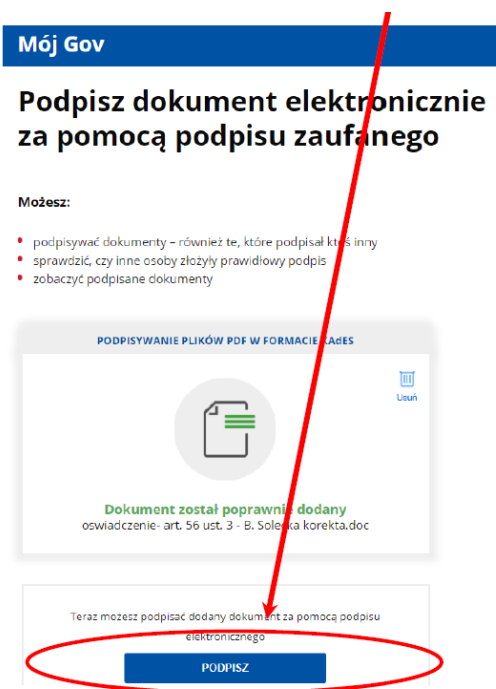 Mój Gov
Podpisz dokument elektronicznie
za pomocą podpisu zaufanego
Możesz:
podpisywać dokumenty – również te, które podpisał ktoś inny
sprawdzić, czy inne osoby złożyły prawidłowy podpis
zobaczyć podpisane dokumenty
PODPISYWANIE PLIKÓW PDF W FORMACIE XAdES
Usuń
Dokument został poprawnie dodany
oswiadczenie- art. 56 ust. 3 - B. Solecka korekta.doc
Teraz mozesz podpisać dodany dokument za pomocą podpisu
elektronicznego
PODPISZ